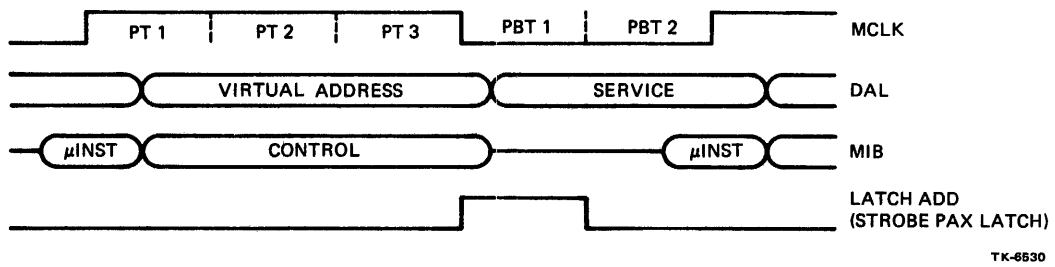 PT 1 PT 2 PT 3 PBT 1 PBT 2 MCLK
VIRTUAL ADDRESS SERVICE DAL
μINST CONTROL μINST MIB
LATCH ADD
(STROBE PAX LATCH)
TK-6530